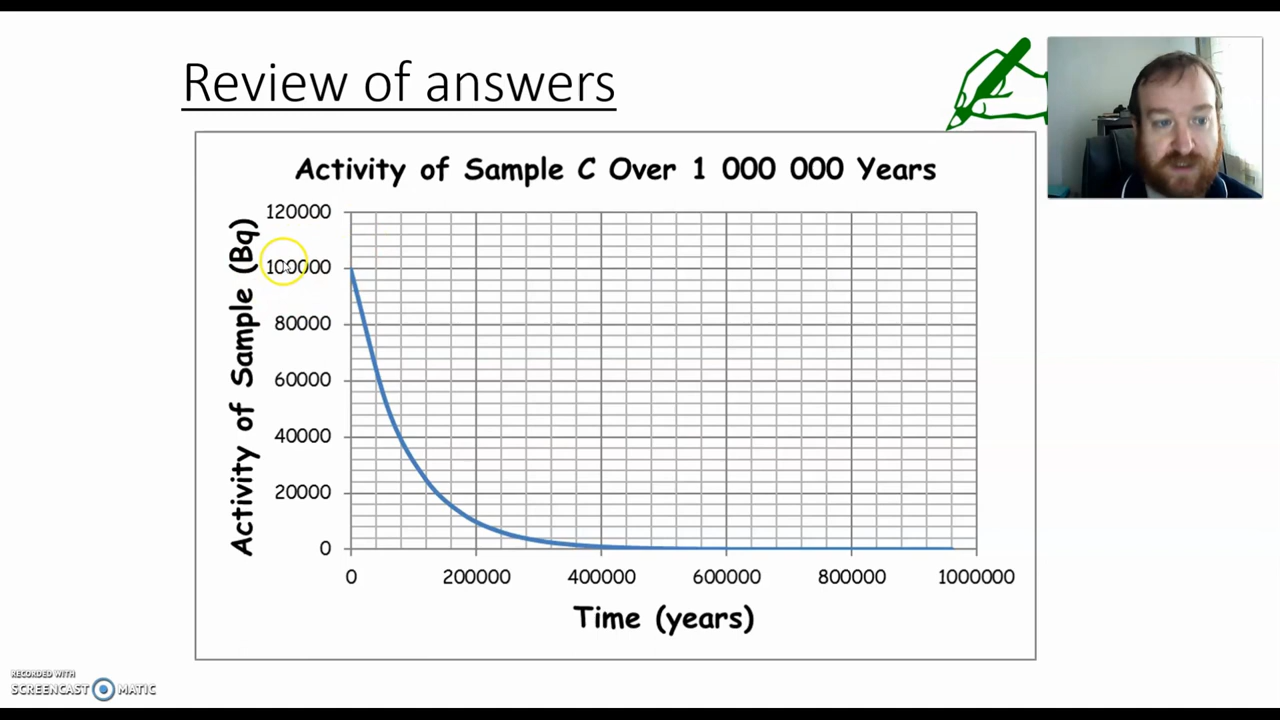 Review of answers
Activity of Sample C Over 1 000 000 Years
Activity of Sample (Bq)
120000
100000
80000
60000
40000
20000
0
0 200000 400000 600000 800000 1000000
Time (years)
RECORDED WITH
SCREENCAST MATIC